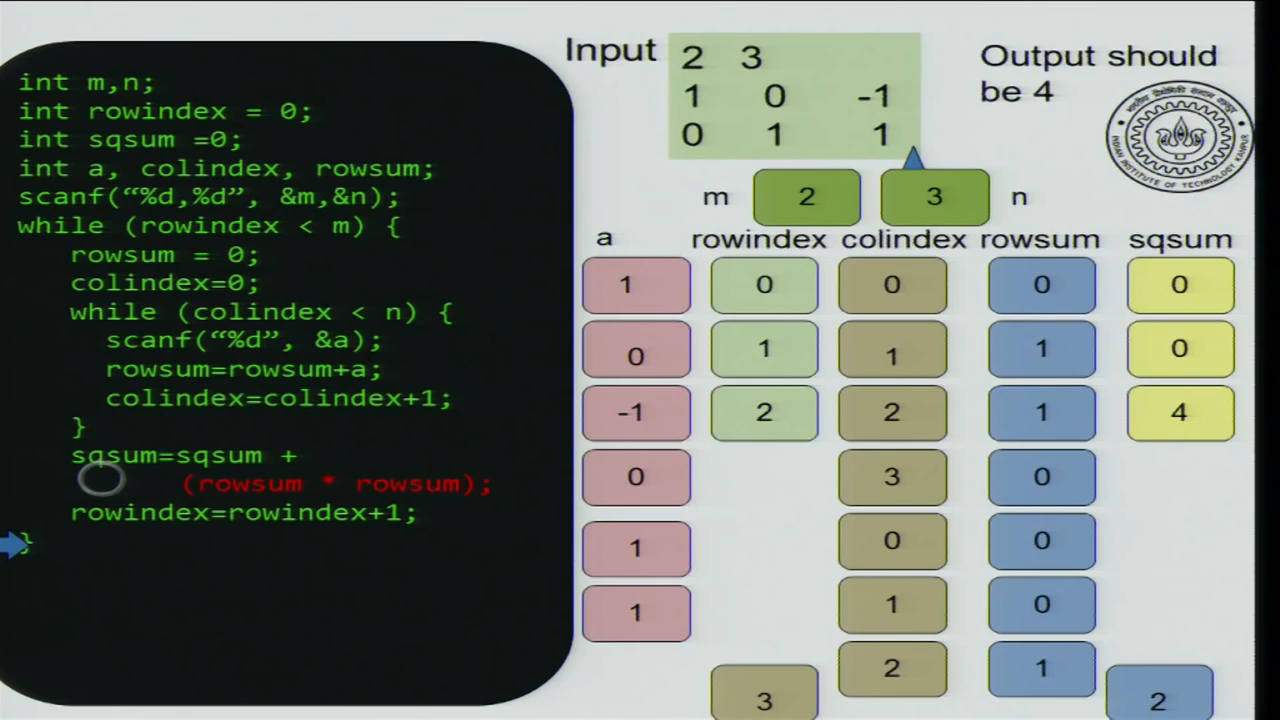 int m,n;
int rowindex = 0;
int sqsum =0;
int a, colindex, rowsum;
scanf(“%d,%d”, &m,&n);
while (rowindex < m) {
rowsum = 0;
colindex=0;
while (colindex < n) {
scanf(“%d”, &a);
rowsum=rowsum+a;
colindex=colindex+1;
}
sqsum=sqsum +
(rowsum * rowsum);
rowindex=rowindex+1;
}
Input
2 3
1 0 -1
0 1 1
Output should
be 4
m 2 3 n
a rowindex colindex rowsum sqsum
1 0 0 0 0
0 1 1 1 0
-1 2 2 1 4
0 3 0
1 0 0
1 1 0
2 1
3 2